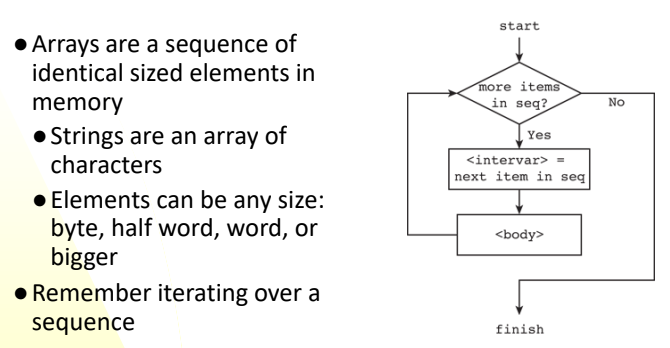 ● Arrays are a sequence of
identical sized elements in
memory
● Strings are an array of
characters
● Elements can be any size:
byte, half word, word, or
bigger
● Remember iterating over a
sequence
start
more items
in seq?
No
Yes
<intervar> =
next item in seq
<body>
finish